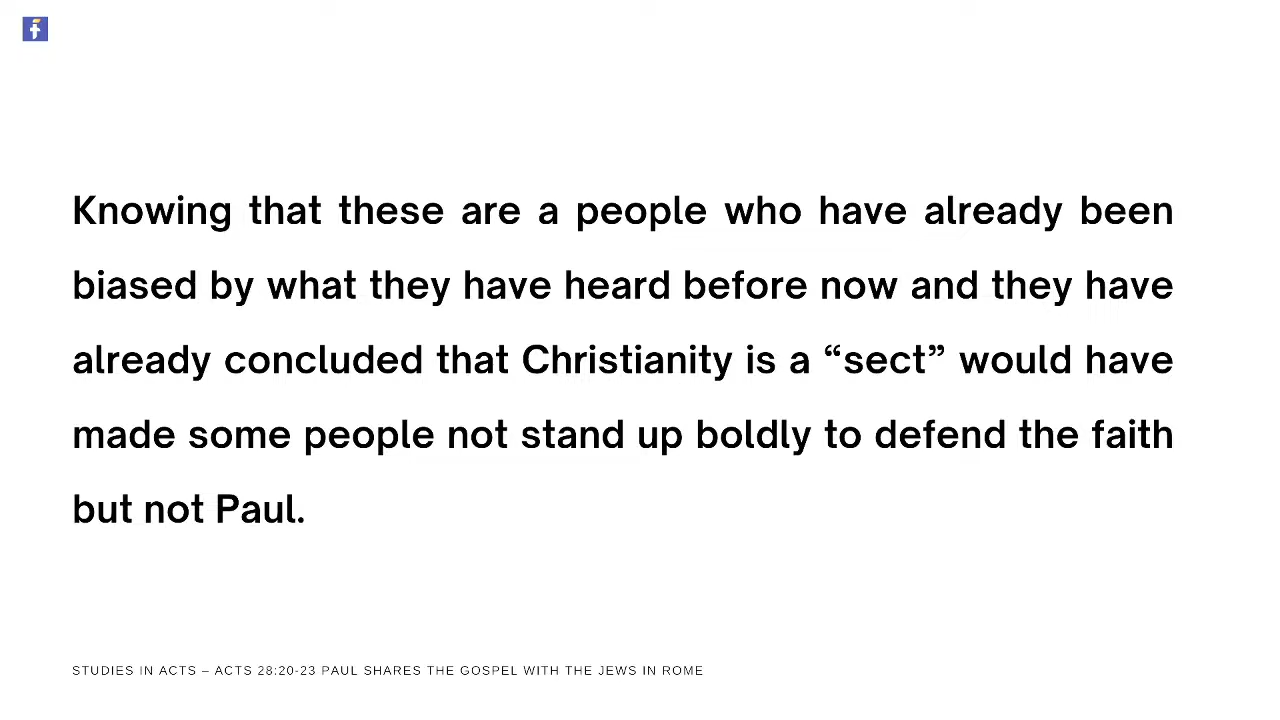 Knowing that these are a people who have already been
biased by what they have heard before now and they have
already concluded that Christianity is a “sect” would have
made some people not stand up boldly to defend the faith
but not Paul.
STUDIES IN ACTS – ACTS 28:20-23 PAUL SHARES THE GOSPEL WITH THE JEWS IN ROME